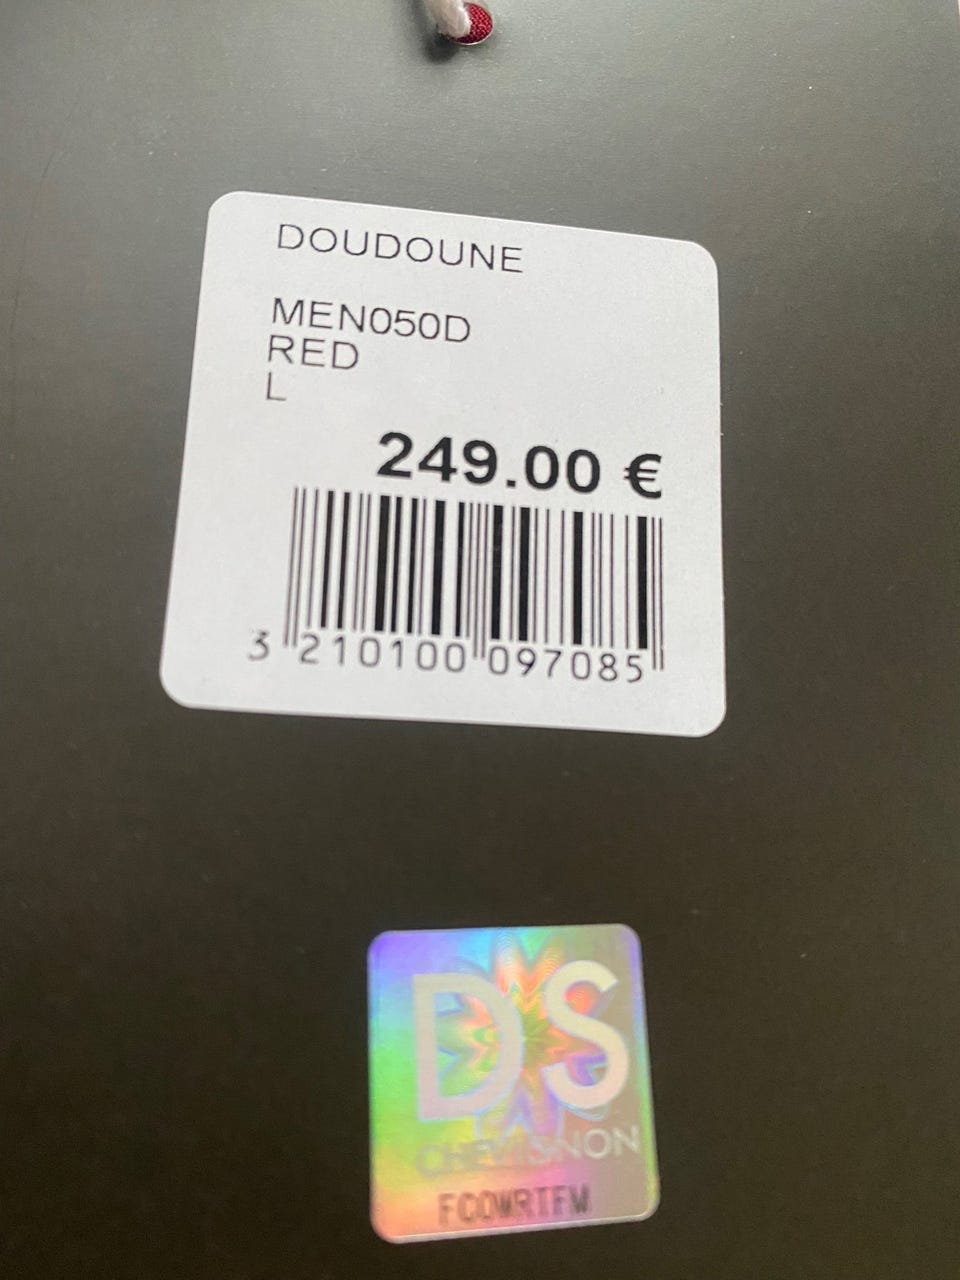 DOUDOUNE
MEN050D
RED
L
249.00 €
3 210100 097085
DS
CHEVIGNON
FCOWRTFM